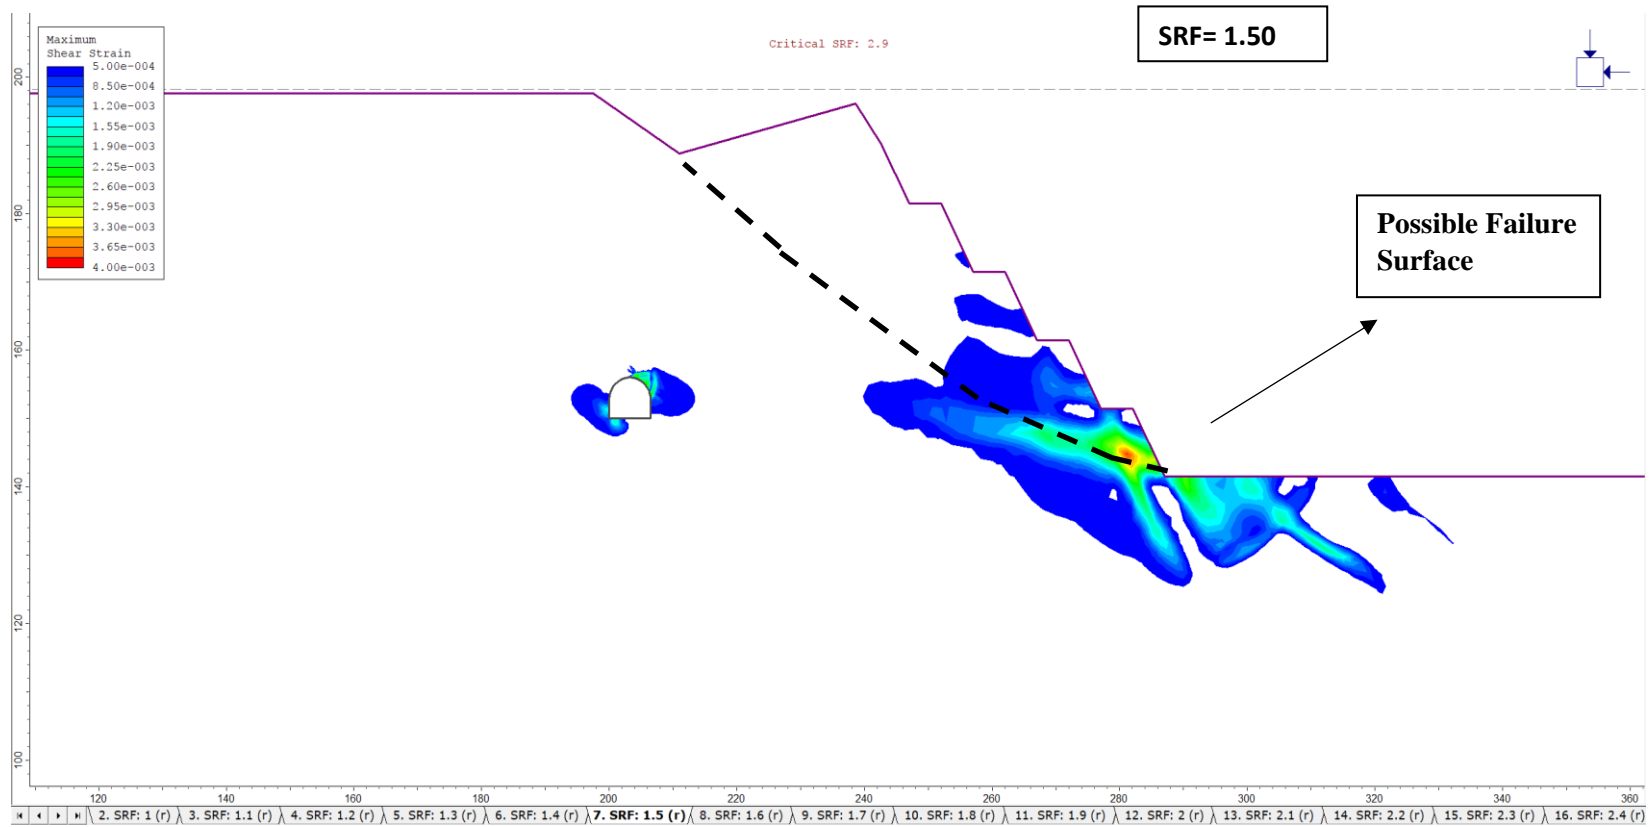 Maximum
Shear Strain
5.00e-004
8.50e-004
1.20e-003
1.55e-003
1.90e-003
2.25e-003
2.60e-003
2.95e-003
3.30e-003
3.65e-003
4.00e-003
Critical SRF: 2.9
SRF= 1.50
Possible Failure
Surface
200
180
160
140
120
100
120 140 160 180 200 220 240 260 280 300 320 340 360
2. SRF: 1 (r) 3. SRF: 1.1 (r) 4. SRF: 1.2 (r) 5. SRF: 1.3 (r) 6. SRF: 1.4 (r) 7. SRF: 1.5 (r) 8. SRF: 1.6 (r) 9. SRF: 1.7 (r) 10. SRF: 1.8 (r) 11. SRF: 1.9 (r) 12. SRF: 2 (r) 13. SRF: 2.1 (r) 14. SRF: 2.2 (r) 15. SRF: 2.3 (r) 16. SRF: 2.4 (r)